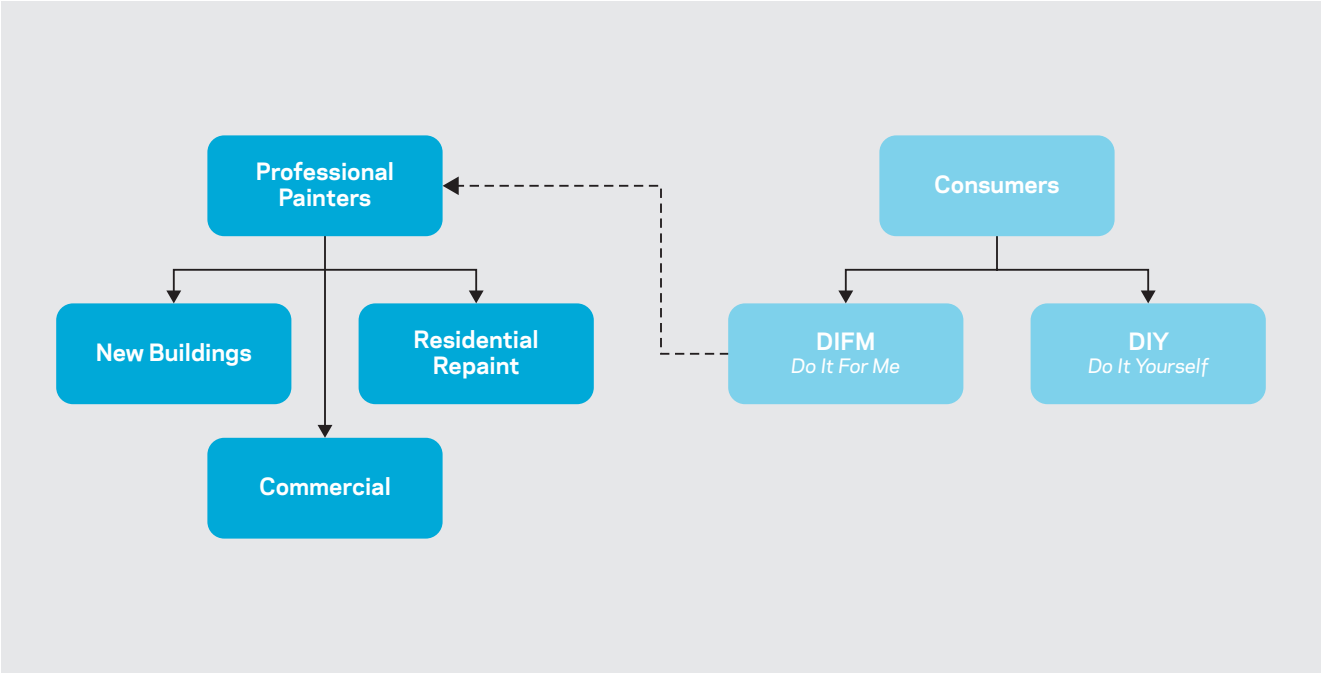 Professional
Painters
Consumers
New Buildings
Residential
Repaint
DIFM
Do It For Me
DIY
Do It Yourself
Commercial